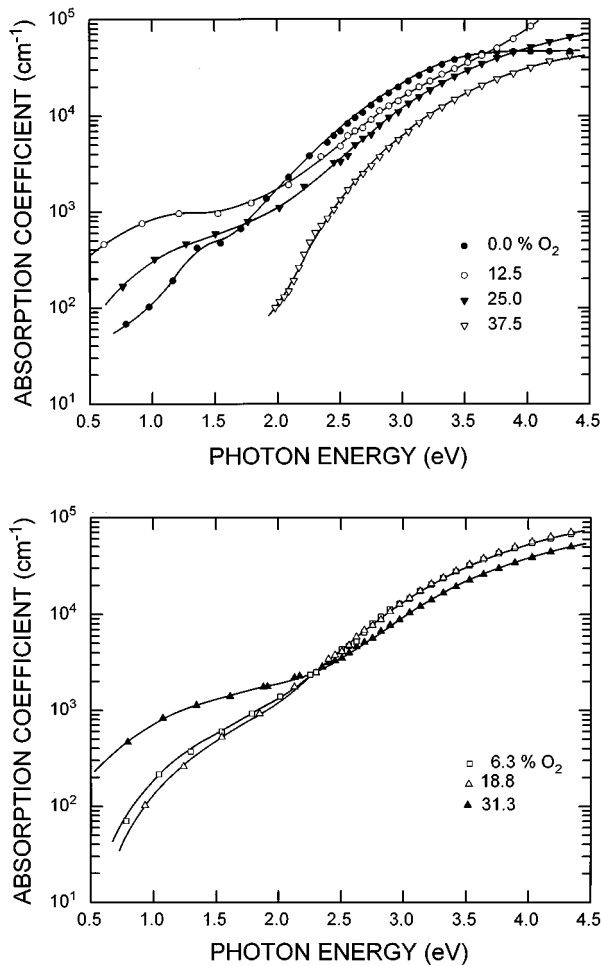 10⁵
10⁴
10³
10²
10¹
ABSORPTION COEFFICIENT (cm⁻¹)
0.0 % O₂
12.5
25.0
37.5
0.5 1.0 1.5 2.0 2.5 3.0 3.5 4.0 4.5
PHOTON ENERGY (eV)
10⁵
10⁴
10³
10²
10¹
ABSORPTION COEFFICIENT (cm⁻¹)
6.3 % O₂
18.8
31.3
0.5 1.0 1.5 2.0 2.5 3.0 3.5 4.0 4.5
PHOTON ENERGY (eV)